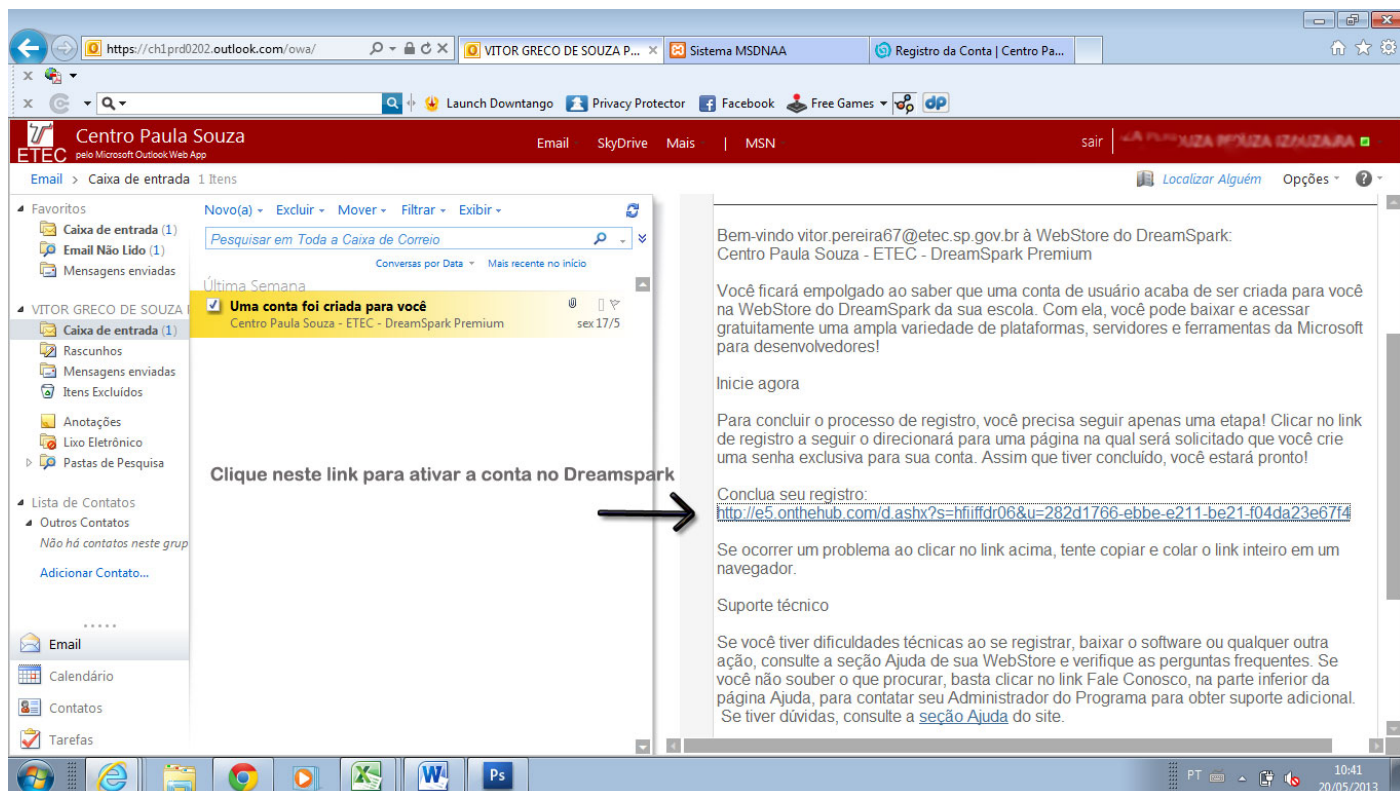 https://ch1prd0202.outlook.com/owa/
VITOR GRECO DE SOUZA P...
Sistema MSDNAA
Registro da Conta | Centro Pa...
Launch Downtango
Privacy Protector
Facebook
Free Games
dp
ETEC
Centro Paula Souza
pelo Microsoft Outlook Web App
Email SkyDrive Mais | MSN
sair
Email > Caixa de entrada 1 Itens
Localizar Alguém Opções
Favoritos
Caixa de entrada (1)
Email Não Lido (1)
Mensagens enviadas
VITOR GRECO DE SOUZA
Caixa de entrada (1)
Rascunhos
Mensagens enviadas
Itens Excluídos
Anotações
Lixo Eletrônico
Pastas de Pesquisa
Lista de Contatos
Outros Contatos
Não há contatos neste grup
Adicionar Contato...
Email
Calendário
Contatos
Tarefas
Novo(a) Excluir Mover Filtrar Exibir
Pesquisar em Toda a Caixa de Correio
Conversas por Data Mais recente no início
Última Semana
Uma conta foi criada para você
Centro Paula Souza - ETEC - DreamSpark Premium sex 17/5
Clique neste link para ativar a conta no Dreamspark
Bem-vindo vitor.pereira67@etec.sp.gov.br à WebStore do DreamSpark:
Centro Paula Souza - ETEC - DreamSpark Premium
Você ficará empolgado ao saber que uma conta de usuário acaba de ser criada para você
na WebStore do DreamSpark da sua escola. Com ela, você pode baixar e acessar
gratuitamente uma ampla variedade de plataformas, servidores e ferramentas da Microsoft
para desenvolvedores!
Inicie agora
Para concluir o processo de registro, você precisa seguir apenas uma etapa! Clicar no link
de registro a seguir o direcionará para uma página na qual será solicitado que você crie
uma senha exclusiva para sua conta. Assim que tiver concluído, você estará pronto!
Conclua seu registro:
http://e5.onthehub.com/d.ashx?s=hfiiffdr06&u=282d1766-ebbe-e211-be21-f04da23e67f4
Se ocorrer um problema ao clicar no link acima, tente copiar e colar o link inteiro em um
navegador.
Suporte técnico
Se você tiver dificuldades técnicas ao se registrar, baixar o software ou qualquer outra
ação, consulte a seção Ajuda de sua WebStore e verifique as perguntas frequentes. Se
você não souber o que procurar, basta clicar no link Fale Conosco, na parte inferior da
página Ajuda, para contatar seu Administrador do Programa para obter suporte adicional.
Se tiver dúvidas, consulte a seção Ajuda do site.
Ps
PT
10:41
20/05/2013